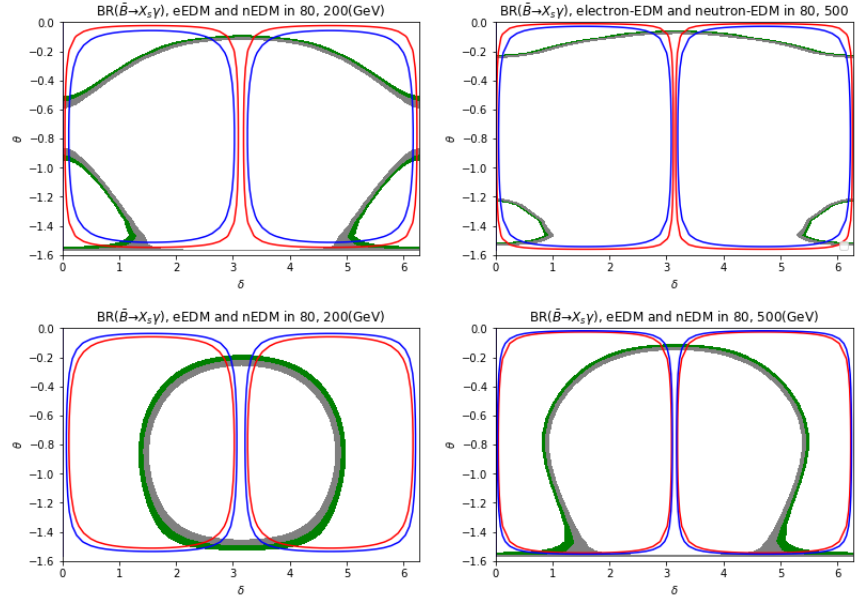 BR(B̄→X_sγ), eEDM and nEDM in 80, 200(GeV)
0.0
−0.2
−0.4
−0.6
−0.8
−1.0
−1.2
−1.4
−1.6
θ
0 1 2 3 4 5 6
δ
BR(B̄→X_sγ), electron-EDM and neutron-EDM in 80, 500
0.0
−0.2
−0.4
−0.6
−0.8
−1.0
−1.2
−1.4
−1.6
θ
0 1 2 3 4 5 6
δ
BR(B̄→X_sγ), eEDM and nEDM in 80, 200(GeV)
0.0
−0.2
−0.4
−0.6
−0.8
−1.0
−1.2
−1.4
−1.6
θ
0 1 2 3 4 5 6
δ
BR(B̄→X_sγ), eEDM and nEDM in 80, 500(GeV)
0.0
−0.2
−0.4
−0.6
−0.8
−1.0
−1.2
−1.4
−1.6
θ
0 1 2 3 4 5 6
δ